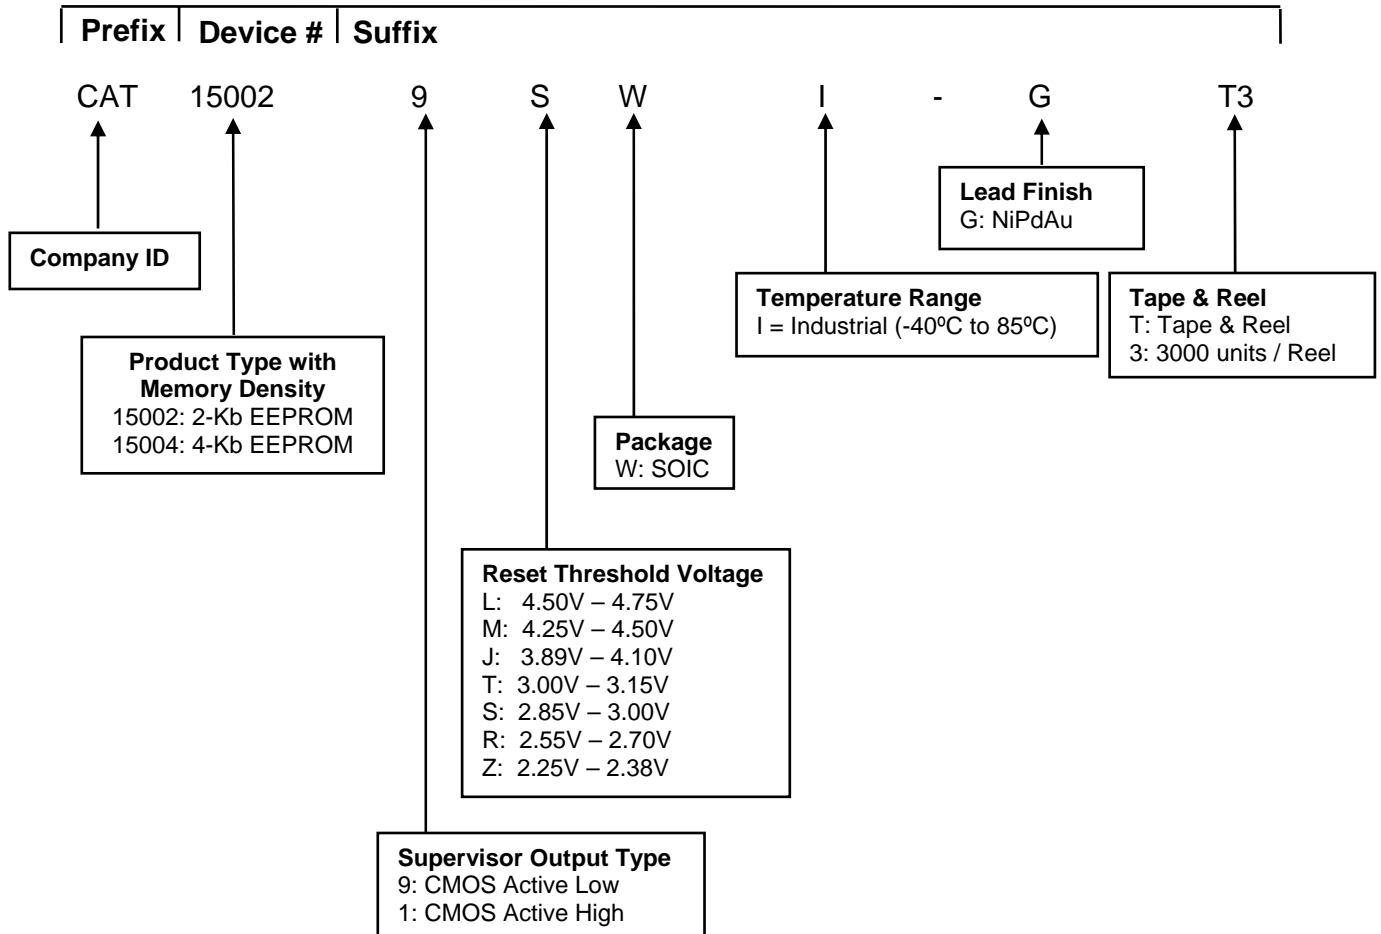 Prefix Device # Suffix
CAT 15002 9 S W I - G T3
Lead Finish
G: NiPdAu
Company ID
Temperature Range
I = Industrial (-40ºC to 85ºC)
Tape & Reel
T: Tape & Reel
3: 3000 units / Reel
Product Type with
Memory Density
15002: 2-Kb EEPROM
15004: 4-Kb EEPROM
Package
W: SOIC
Reset Threshold Voltage
L: 4.50V – 4.75V
M: 4.25V – 4.50V
J: 3.89V – 4.10V
T: 3.00V – 3.15V
S: 2.85V – 3.00V
R: 2.55V – 2.70V
Z: 2.25V – 2.38V
Supervisor Output Type
9: CMOS Active Low
1: CMOS Active High